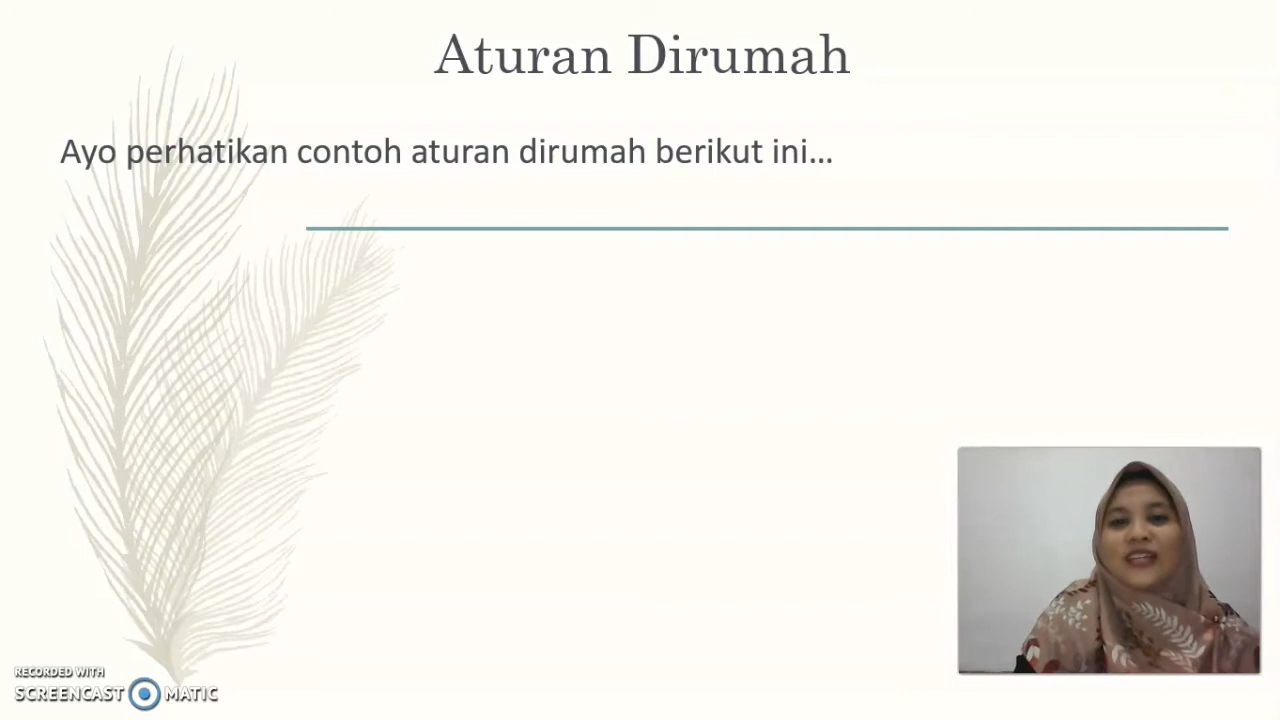 Aturan Dirumah
Ayo perhatikan contoh aturan dirumah berikut ini...
RECORDED WITH
SCREENCAST MATIC